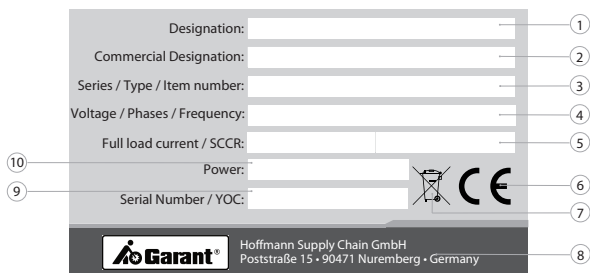 Designation: 1
Commercial Designation: 2
Series / Type / Item number: 3
Voltage / Phases / Frequency: 4
Full load current / SCCR: 5
10 Power: 6
9 Serial Number / YOC: 7
CE
Garant®
Hoffmann Supply Chain GmbH
Poststraße 15 • 90471 Nuremberg • Germany 8